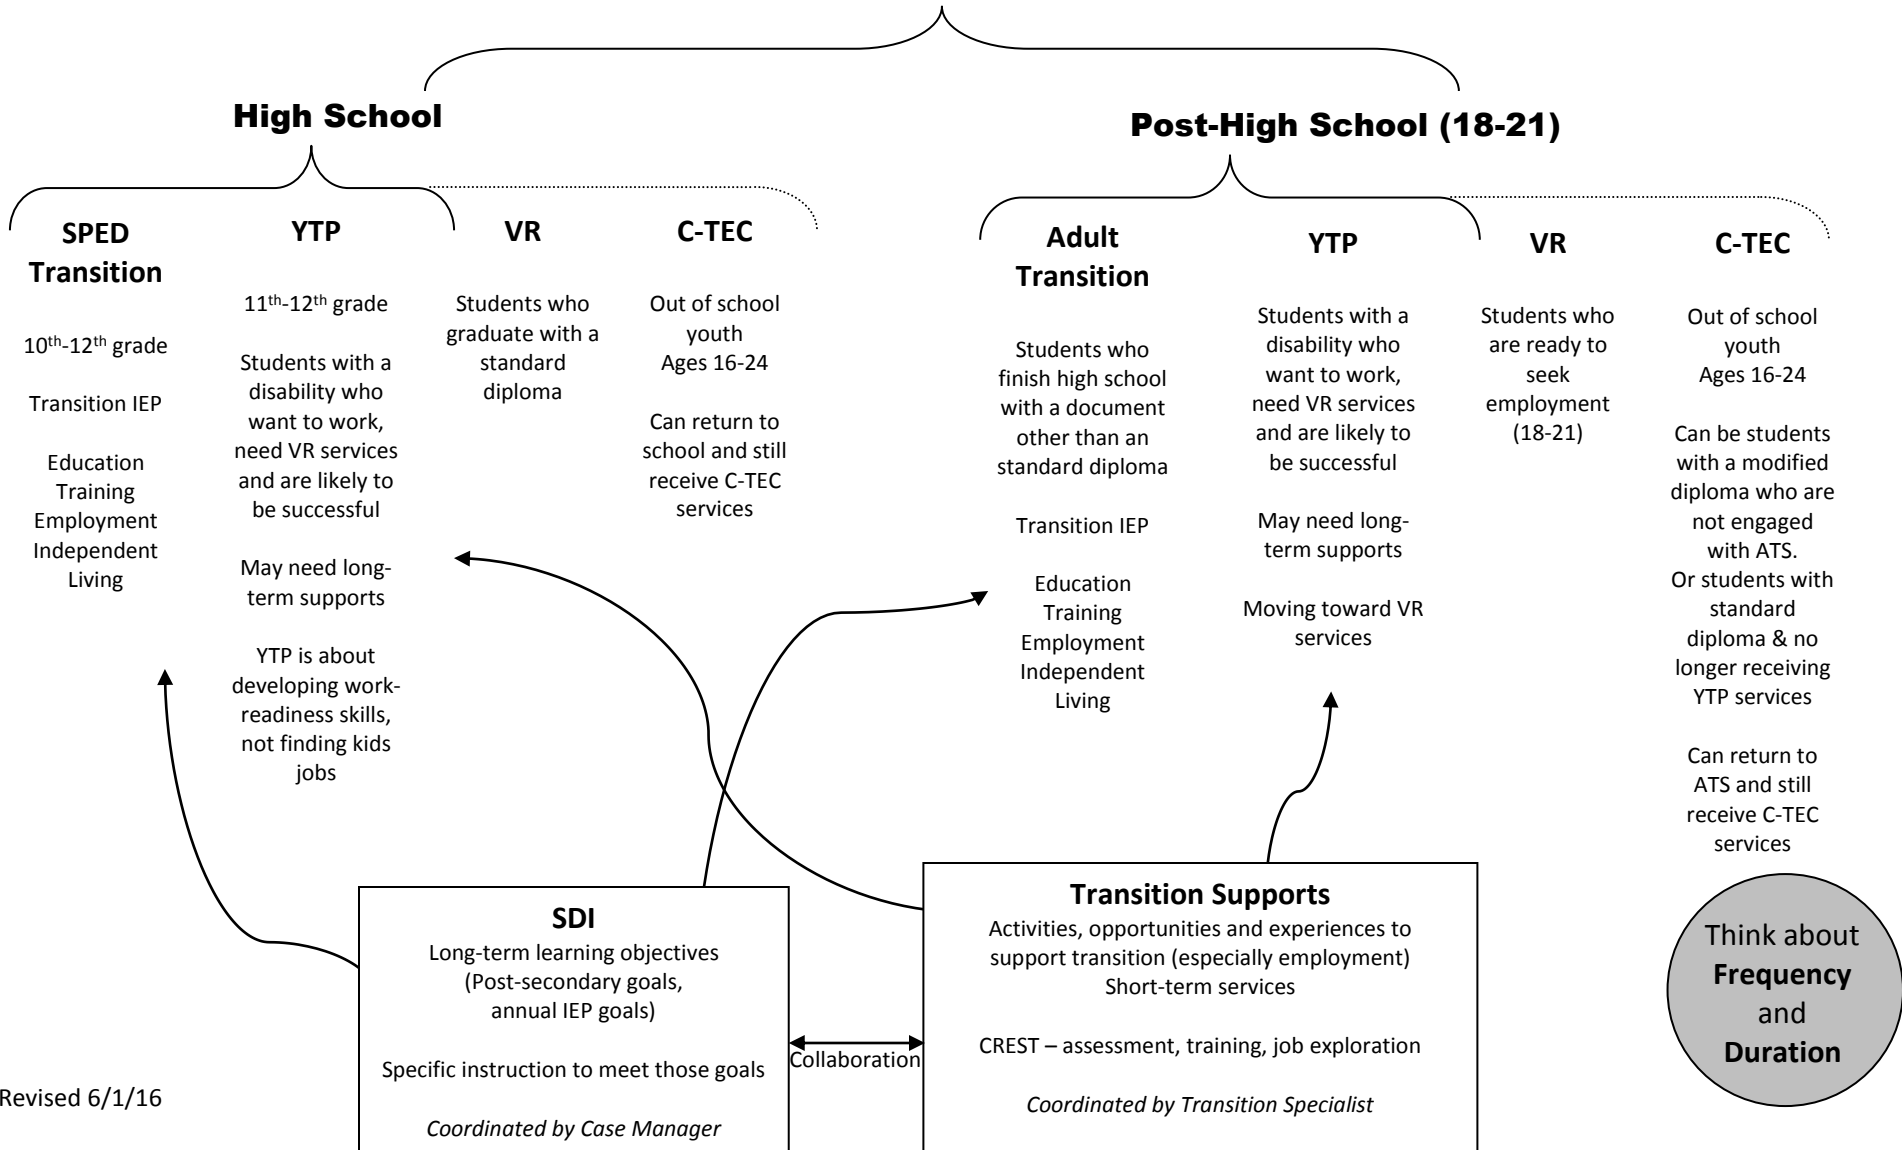 High School
SPED
Transition
10th-12th grade
Transition IEP
Education
Training
Employment
Independent
Living
YTP
11th-12th grade
Students with a
disability who
want to work,
need VR services
and are likely to
be successful
May need long-
term supports
YTP is about
developing work-
readiness skills,
not finding kids
jobs
VR
Students who
graduate with a
standard
diploma
C-TEC
Out of school
youth
Ages 16-24
Can return to
school and still
receive C-TEC
services
Post-High School (18-21)
Adult
Transition
Students who
finish high school
with a document
other than an
standard diploma
Transition IEP
Education
Training
Employment
Independent
Living
YTP
Students with a
disability who
want to work,
need VR services
and are likely to
be successful
May need long-
term supports
Moving toward VR
services
VR
Students who
are ready to
seek
employment
(18-21)
C-TEC
Out of school
youth
Ages 16-24
Can be students
with a modified
diploma who are
not engaged
with ATS.
Or students with
standard
diploma & no
longer receiving
YTP services
Can return to
ATS and still
receive C-TEC
services
SDI
Long-term learning objectives
(Post-secondary goals,
annual IEP goals)
Specific instruction to meet those goals
Coordinated by Case Manager
Collaboration
Transition Supports
Activities, opportunities and experiences to
support transition (especially employment)
Short-term services
CREST – assessment, training, job exploration
Coordinated by Transition Specialist
Think about
Frequency
and
Duration
Revised 6/1/16